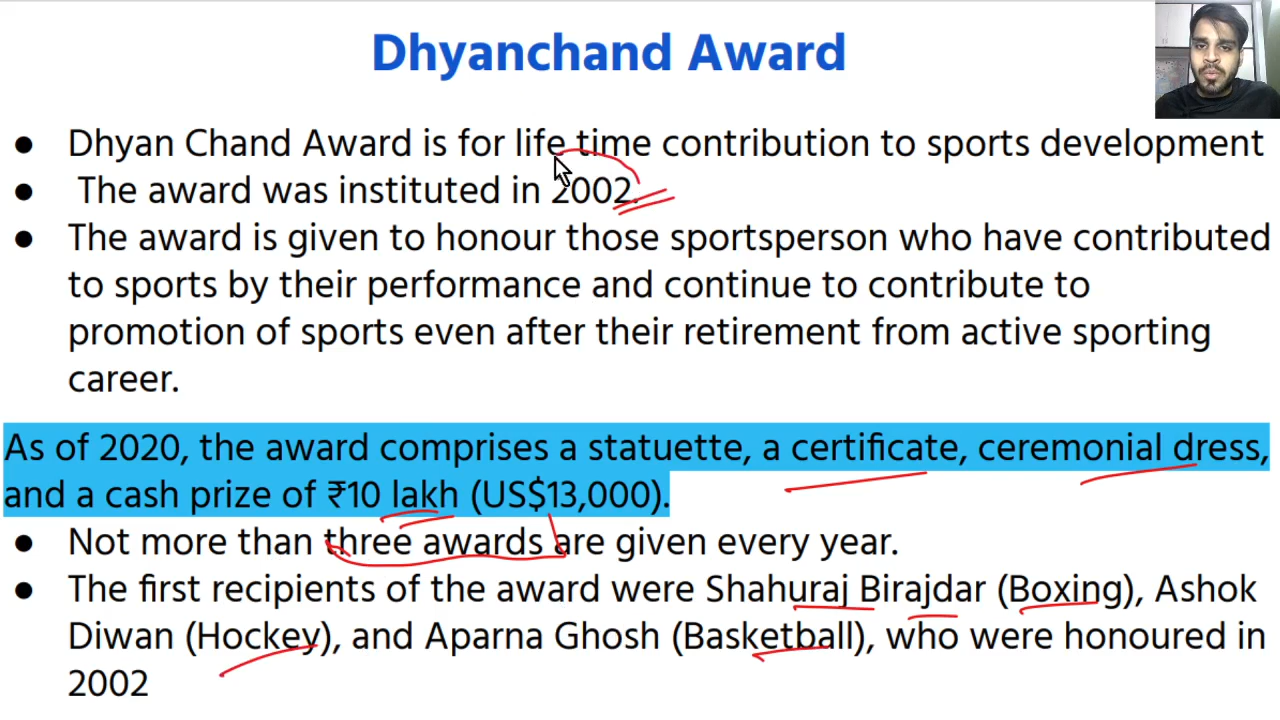 Dhyanchand Award
● Dhyan Chand Award is for life time contribution to sports development
● The award was instituted in 2002.
● The award is given to honour those sportsperson who have contributed
to sports by their performance and continue to contribute to
promotion of sports even after their retirement from active sporting
career.
As of 2020, the award comprises a statuette, a certificate, ceremonial dress,
and a cash prize of ₹10 lakh (US$13,000).
● Not more than three awards are given every year.
● The first recipients of the award were Shahuraj Birajdar (Boxing), Ashok
Diwan (Hockey), and Aparna Ghosh (Basketball), who were honoured in
2002